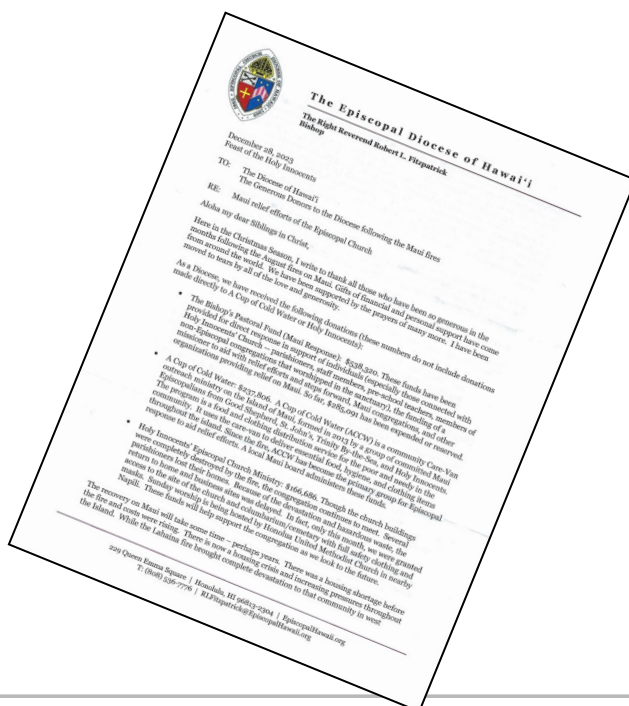 The Episcopal Diocese of Hawai‘i
The Right Reverend Robert L. Fitzpatrick
Bishop
December 28, 2023
Feast of the Holy Innocents
TO: The Diocese of Hawai‘i
The Generous Donors to the Diocese following the Maui fires
RE: Maui relief efforts of the Episcopal Church
Aloha my dear Siblings in Christ,
Here in the Christmas Season, I write to thank all those who have been so generous in the
months following the August fires on Maui. Gifts of financial and personal support have come
from around the world. We have been supported by the prayers of many more. I have been
moved to tears by all of the love and generosity.
As a Diocese, we have received the following donations (these numbers do not include donations
made directly to A Cup of Cold Water or Holy Innocents):
• The Bishop's Pastoral Fund (Maui Response): $538,320. These funds have been
provided for direct response in support of individuals (especially those connected with
Holy Innocents' Church – parishioners, staff members, pre-school teachers, members of
non-Episcopal congregations that worshipped in the sanctuary), the funding of a
missioner to aid with relief efforts and steps forward, Maui congregations, and other
organizations providing relief on Maui. So far, $285,691 has been expended or reserved.
• A Cup of Cold Water: $237,806. A Cup of Cold Water (ACCW) is a community Care-Van
outreach ministry on the Island of Maui, formed in 2013 by a group of committed Maui
Episcopalians from Good Shepherd, St. John's, Trinity By-the-Sea, and Holy Innocents.
The program is a food and clothing distribution service for the poor and needy in the
community. It uses the care-van to deliver essential food, hygiene, and clothing items
throughout the island. Since the fire, ACCW has become the primary group for Episcopal
response to aid relief efforts. A local Maui board administers these funds.
• Holy Innocents' Episcopal Church Ministry: $166,686. Though the church buildings
were completely destroyed by the fire, the congregation continues to meet. Several
parishioners lost their homes. Because of the devastation and hazardous waste, the
return to home and business sites was delayed. In fact, only this month, we were granted
access to the site of the church and columbarium/cemetary with full safety clothing and
masks. Sunday worship is being hosted by Honolua United Methodist Church in nearby
Napili. These funds will help support the congregation as we look to the future.
The recovery on Maui will take some time – perhaps years. There was a housing shortage before
the fire and costs were rising. There is now a housing crisis and increasing pressures throughout
the Island. While the Lahaina fire brought complete devastation to that community in west
229 Queen Emma Square | Honolulu, HI 96813-2304 | EpiscopalHawaii.org
T: (808) 536-7776 | RLFitzpatrick@EpiscopalHawaii.org